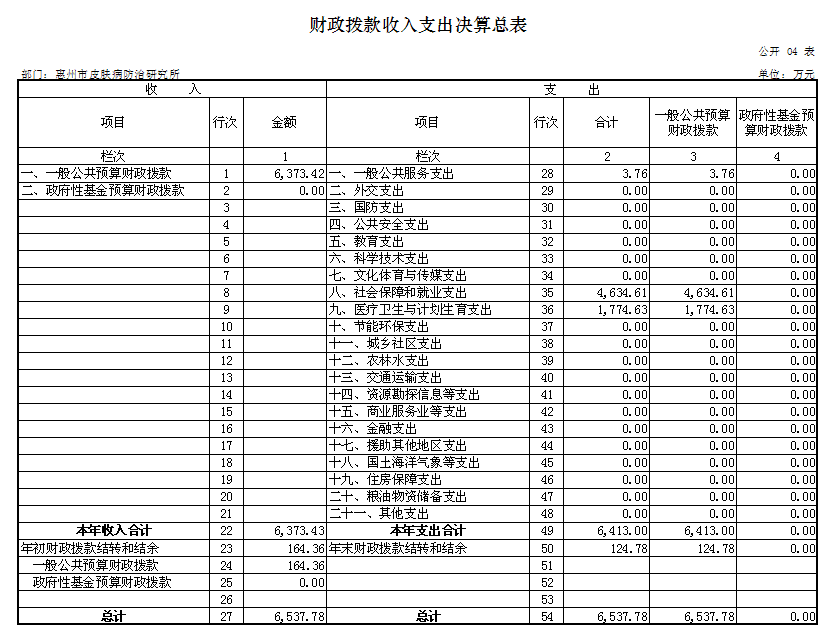 财政拨款收入支出决算总表
公开 04 表
部门：惠州市皮肤病防治研究所 单位：万元
收 入 支 出
项目 行次 金额 项目 行次 合计 一般公共预算财政拨款 政府性基金预算财政拨款
栏次 1 栏次 2 3 4
一、一般公共预算财政拨款 1 6,373.42 一、一般公共服务支出 28 3.76 3.76 0.00
二、政府性基金预算财政拨款 2 0.00 二、外交支出 29 0.00 0.00 0.00
3 三、国防支出 30 0.00 0.00 0.00
4 四、公共安全支出 31 0.00 0.00 0.00
5 五、教育支出 32 0.00 0.00 0.00
6 六、科学技术支出 33 0.00 0.00 0.00
7 七、文化体育与传媒支出 34 0.00 0.00 0.00
8 八、社会保障和就业支出 35 4,634.61 4,634.61 0.00
9 九、医疗卫生与计划生育支出 36 1,774.63 1,774.63 0.00
10 十、节能环保支出 37 0.00 0.00 0.00
11 十一、城乡社区支出 38 0.00 0.00 0.00
12 十二、农林水支出 39 0.00 0.00 0.00
13 十三、交通运输支出 40 0.00 0.00 0.00
14 十四、资源勘探信息等支出 41 0.00 0.00 0.00
15 十五、商业服务业等支出 42 0.00 0.00 0.00
16 十六、金融支出 43 0.00 0.00 0.00
17 十七、援助其他地区支出 44 0.00 0.00 0.00
18 十八、国土海洋气象等支出 45 0.00 0.00 0.00
19 十九、住房保障支出 46 0.00 0.00 0.00
20 二十、粮油物资储备支出 47 0.00 0.00 0.00
21 二十一、其他支出 48 0.00 0.00 0.00
本年收入合计 22 6,373.43 本年支出合计 49 6,413.00 6,413.00 0.00
年初财政拨款结转和结余 23 164.36 年末财政拨款结转和结余 50 124.78 124.78 0.00
一般公共预算财政拨款 24 164.36 51
政府性基金预算财政拨款 25 0.00 52
26 53
总计 27 6,537.78 总计 54 6,537.78 6,537.78 0.00